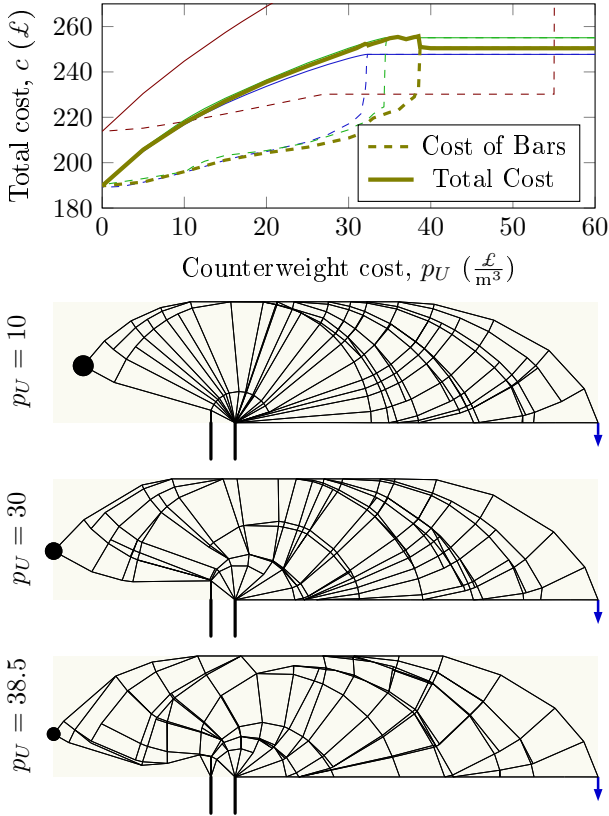 260
240
220
200
180
Total cost, c (£)
0 10 20 30 40 50 60
Cost of Bars
Total Cost
Counterweight cost, p_U (£/m³)
p_U = 10
p_U = 30
p_U = 38.5